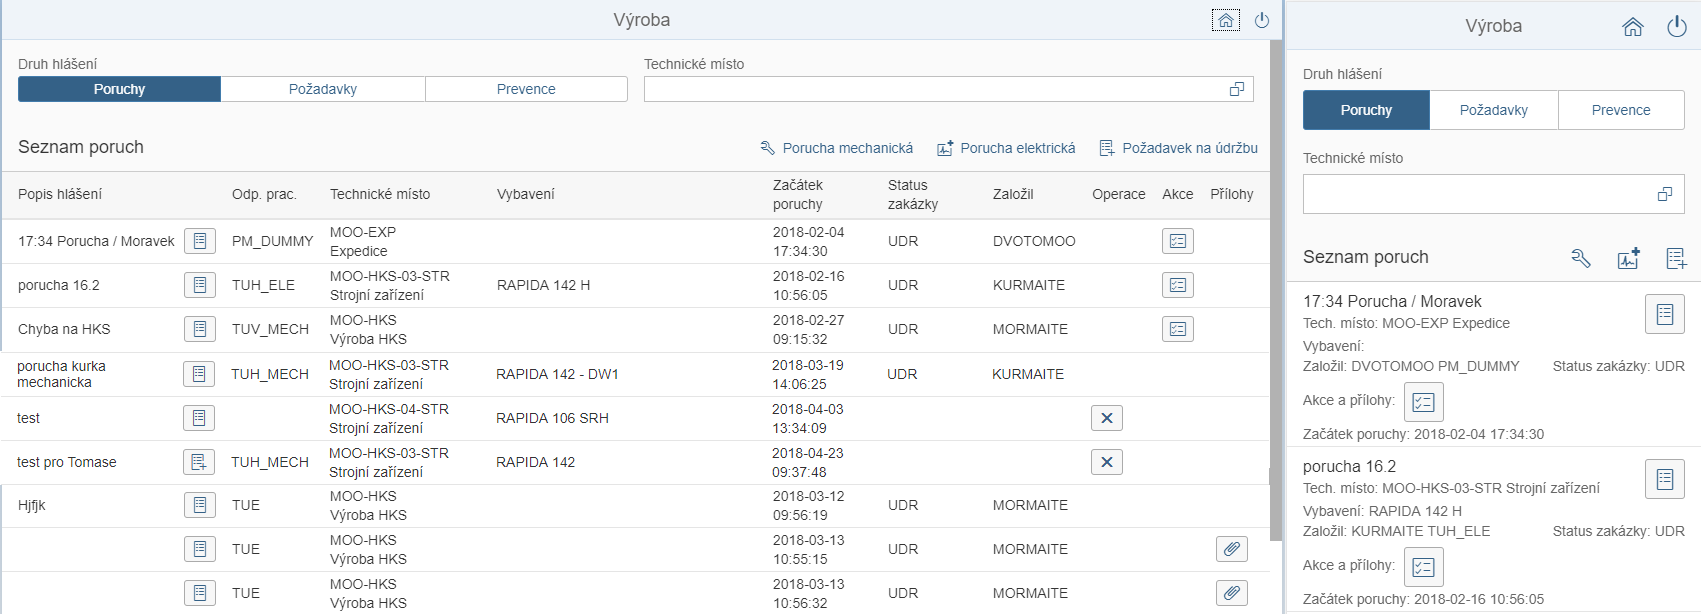 Výroba
Druh hlášení
Technické místo
Poruchy Požadavky Prevence
Seznam poruch
Porucha mechanická Porucha elektrická Požadavek na údržbu
Popis hlášení Odp. prac. Technické místo Vybavení Začátek poruchy Status zakázky Založil Operace Akce Přílohy
17:34 Porucha / Moravek PM_DUMMY MOO-EXP 2018-02-04 UDR DVOTOMOO
Expedice 17:34:30
porucha 16.2 TUH_ELE MOO-HKS-03-STR RAPIDA 142 H 2018-02-16 UDR KURMAITE
Strojní zařízení 10:56:05
Chyba na HKS TUV_MECH MOO-HKS 2018-02-27 UDR MORMAITE
Výroba HKS 09:15:32
porucha kurka TUH_MECH MOO-HKS-03-STR RAPIDA 142 - DW1 2018-03-19 UDR KURMAITE
mechanicka Strojní zařízení 14:06:25
test MOO-HKS-04-STR RAPIDA 106 SRH 2018-04-03
Strojní zařízení 13:34:09
test pro Tomase TUH_MECH MOO-HKS-03-STR RAPIDA 142 2018-04-23
Strojní zařízení 09:37:48
Hjfjk TUE MOO-HKS 2018-03-12 UDR MORMAITE
Výroba HKS 09:56:19
TUE MOO-HKS 2018-03-13 UDR MORMAITE
Výroba HKS 10:55:15
TUE MOO-HKS 2018-03-13 UDR MORMAITE
Výroba HKS 10:56:32
Výroba
Druh hlášení
Poruchy Požadavky Prevence
Technické místo
Seznam poruch
17:34 Porucha / Moravek
Tech. místo: MOO-EXP Expedice
Vybavení:
Založil: DVOTOMOO PM_DUMMY Status zakázky: UDR
Akce a přílohy:
Začátek poruchy: 2018-02-04 17:34:30
porucha 16.2
Tech. místo: MOO-HKS-03-STR Strojní zařízení
Vybavení: RAPIDA 142 H
Založil: KURMAITE TUH_ELE Status zakázky: UDR
Akce a přílohy:
Začátek poruchy: 2018-02-16 10:56:05